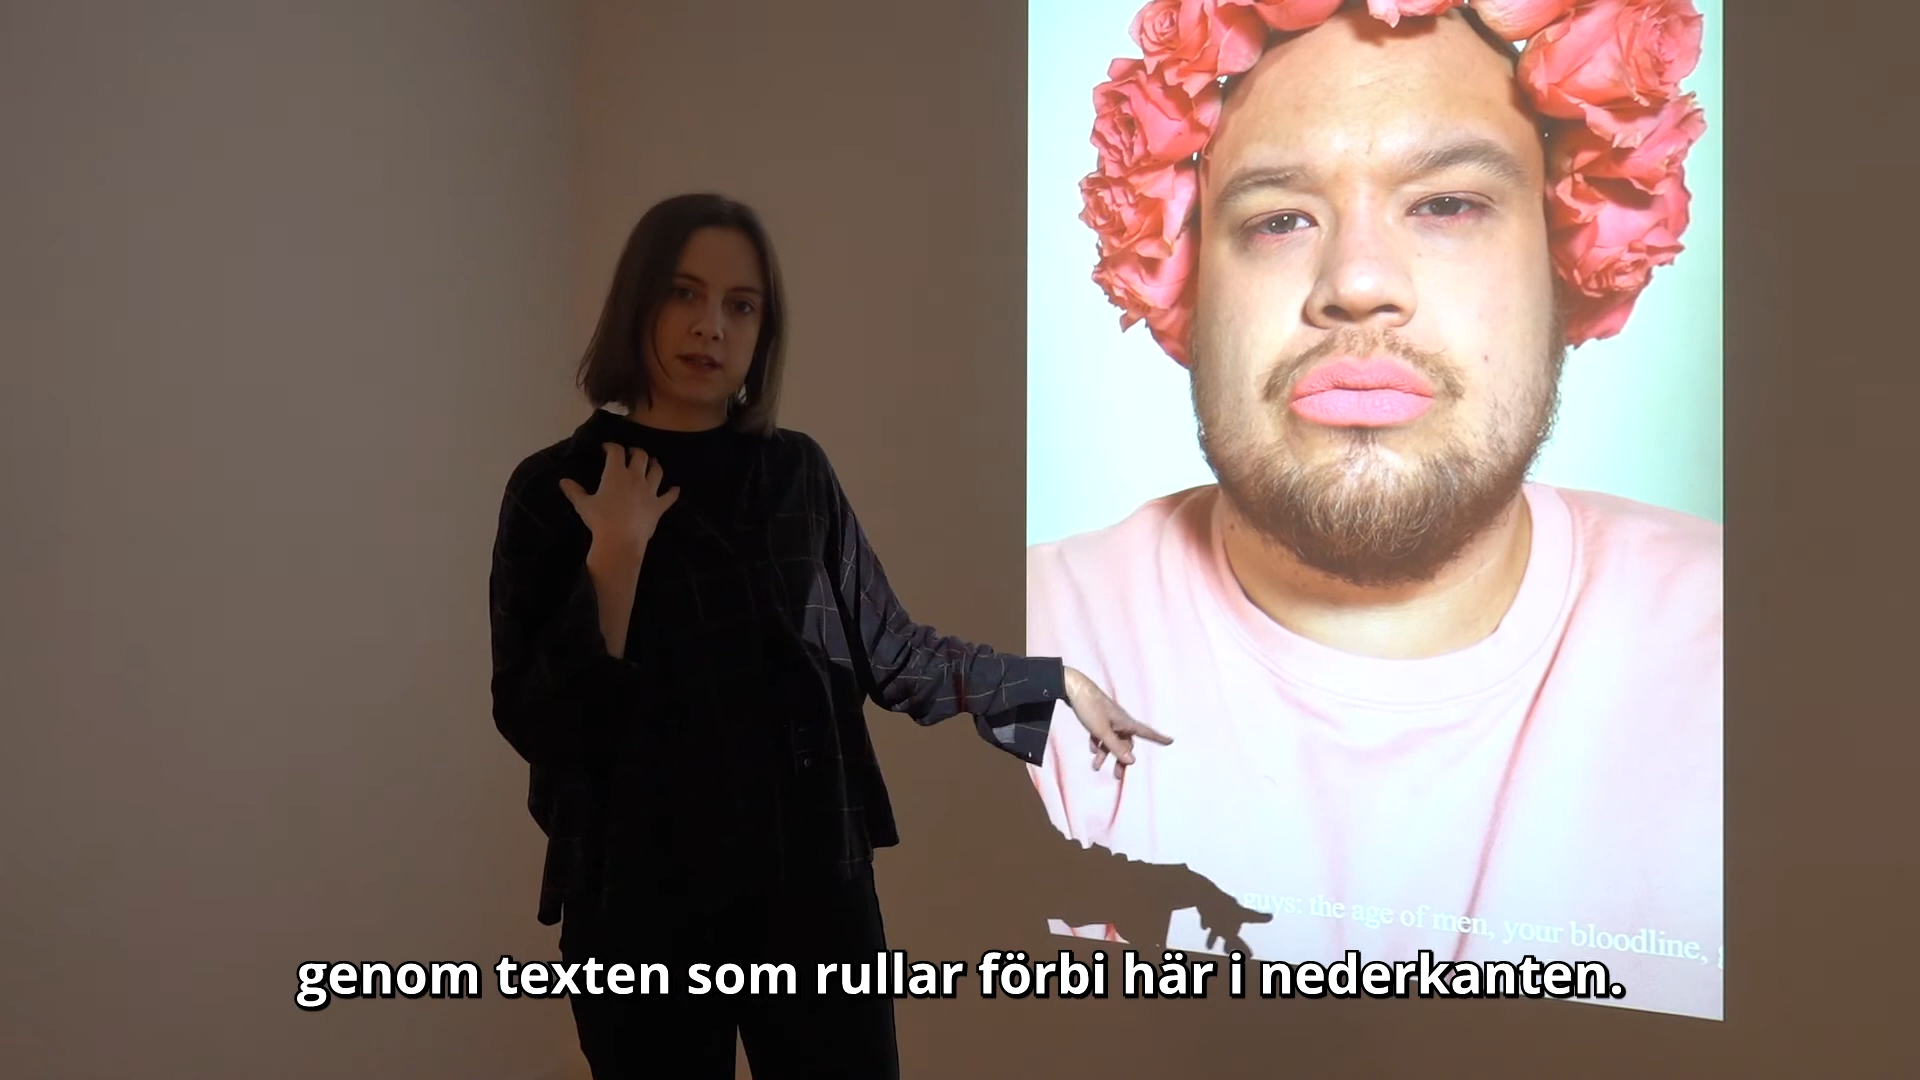 guys: the age of men, your bloodline,
genom texten som rullar förbi här i nederkanten.